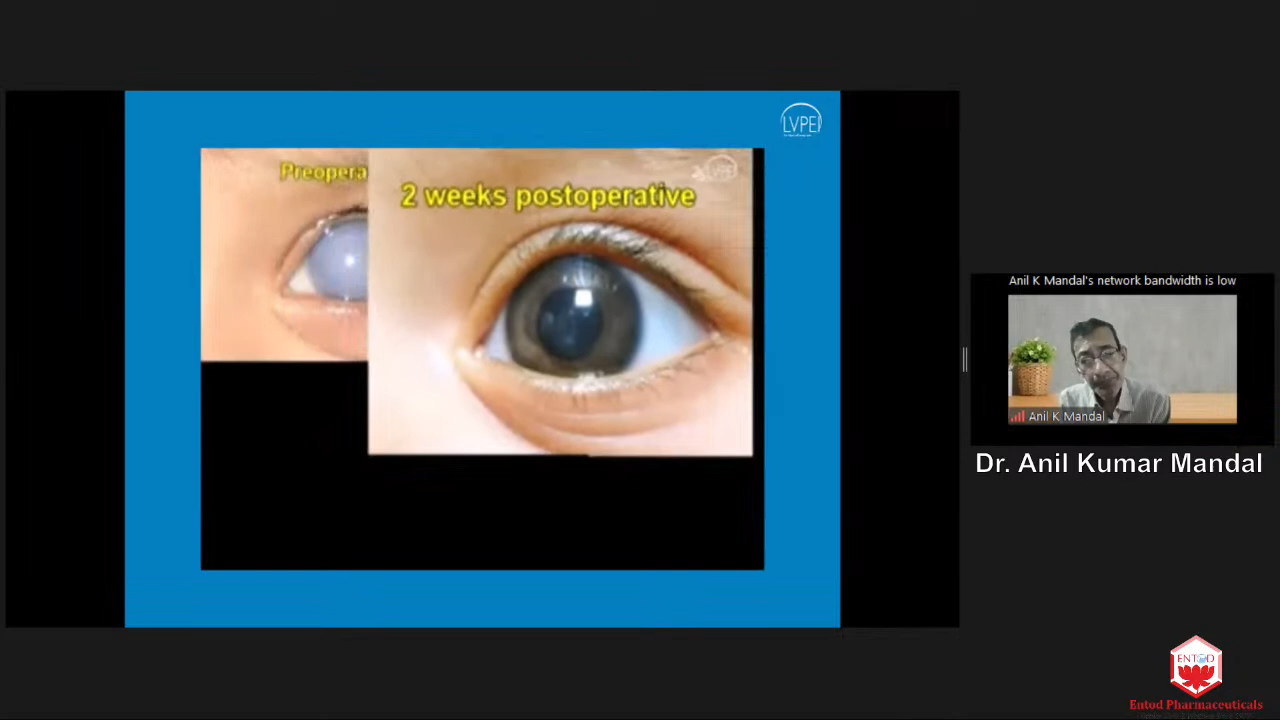 LVPEI
Preopera
2 weeks postoperative
Anil K Mandal's network bandwidth is low
Anil K Mandal
Dr. Anil Kumar Mandal
ENTOD
Entod Pharmaceuticals